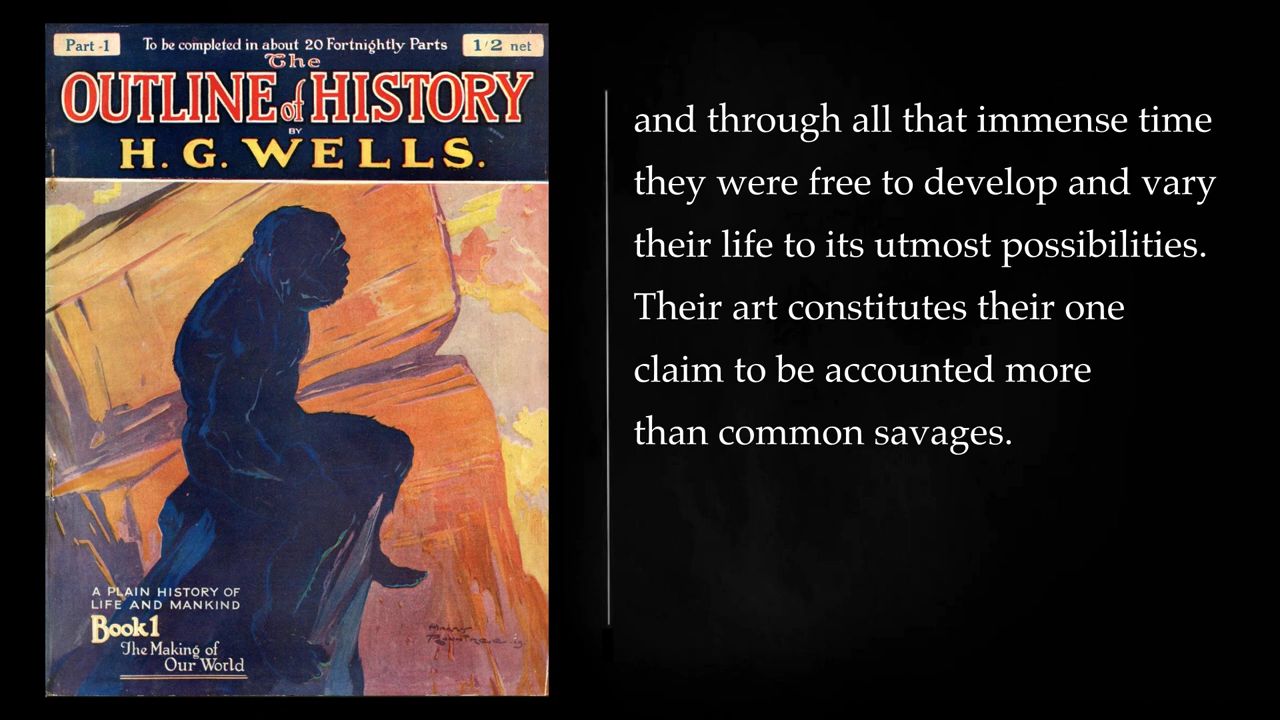 Part -1
To be completed in about 20 Fortnightly Parts
1/2 net
The
OUTLINE of HISTORY
BY
H. G. WELLS.
A PLAIN HISTORY OF
LIFE AND MANKIND
Book 1
The Making of
Our World
and through all that immense time
they were free to develop and vary
their life to its utmost possibilities.
Their art constitutes their one
claim to be accounted more
than common savages.